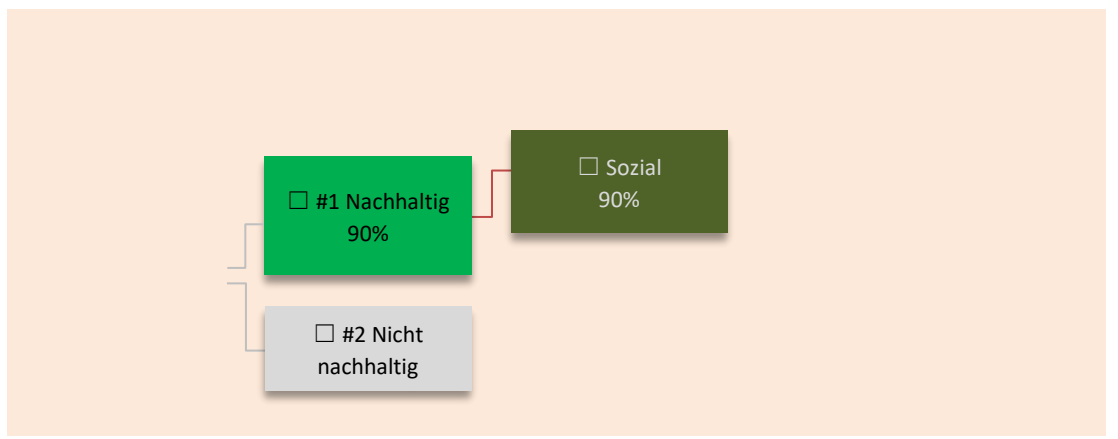 ☐ #1 Nachhaltig
90%
☐ Sozial
90%
☐ #2 Nicht
nachhaltig